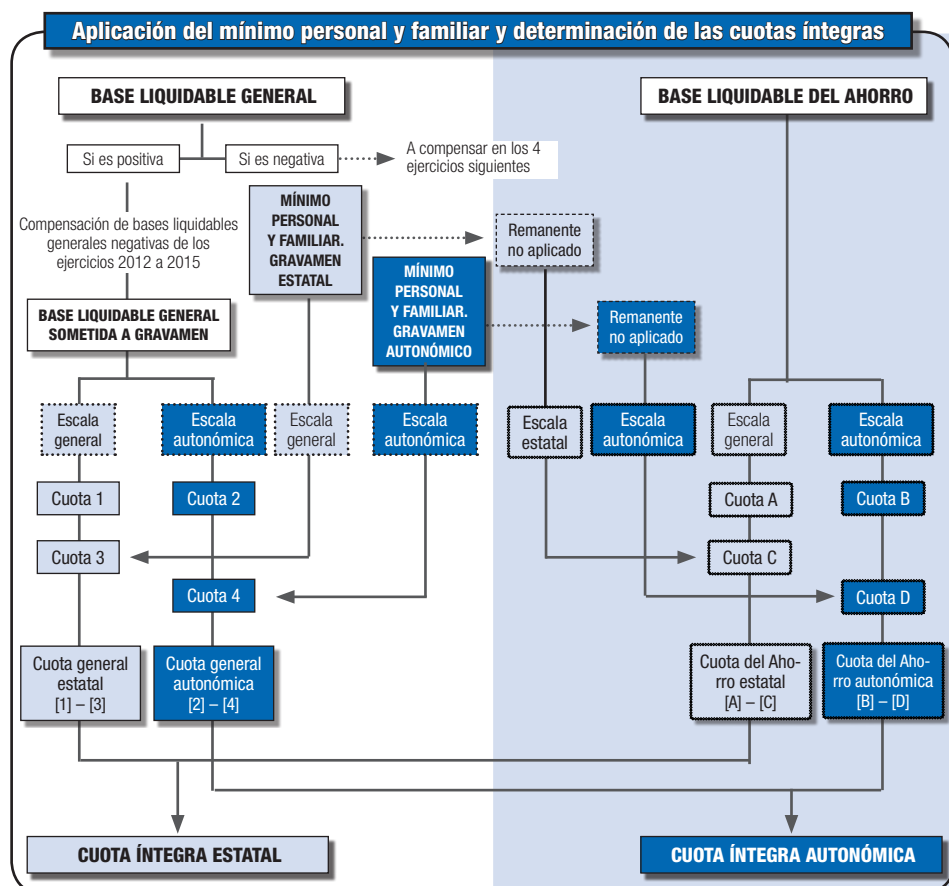 Aplicación del mínimo personal y familiar y determinación de las cuotas íntegras
BASE LIQUIDABLE GENERAL
BASE LIQUIDABLE DEL AHORRO
Si es positiva
Si es negativa
A compensar en los 4
ejercicios siguientes
Compensación de bases liquidables
generales negativas de los
ejercicios 2012 a 2015
MÍNIMO
PERSONAL
Y FAMILIAR.
GRAVAMEN
ESTATAL
Remanente
no aplicado
MÍNIMO
PERSONAL
Y FAMILIAR.
GRAVAMEN
AUTONÓMICO
Remanente
no aplicado
BASE LIQUIDABLE GENERAL
SOMETIDA A GRAVAMEN
Escala
general
Escala
autonómica
Escala
general
Escala
autonómica
Escala
estatal
Escala
autonómica
Escala
general
Escala
autonómica
Cuota 1
Cuota 2
Cuota A
Cuota B
Cuota 3
Cuota C
Cuota 4
Cuota D
Cuota general
estatal
[1] – [3]
Cuota general
autonómica
[2] – [4]
Cuota del Aho-
rro estatal
[A] – [C]
Cuota del Aho-
rro autonómica
[B] – [D]
CUOTA ÍNTEGRA ESTATAL
CUOTA ÍNTEGRA AUTONÓMICA